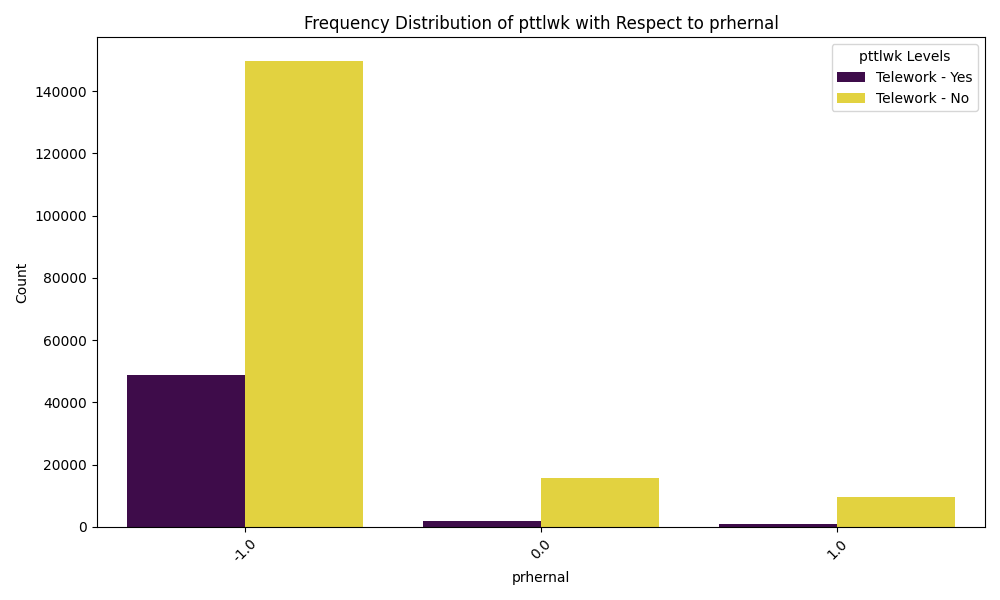 Frequency Distribution of pttlwk with Respect to prhernal
pttlwk Levels
Telework - Yes
Telework - No
140000
120000
100000
80000
60000
40000
20000
0
Count
-1.0
0.0
1.0
prhernal